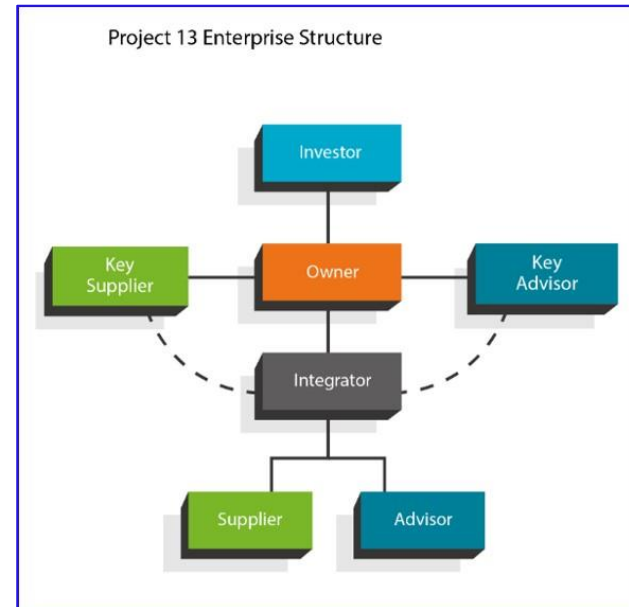 Project 13 Enterprise Structure
Investor
Key
Supplier
Owner
Key
Advisor
Integrator
Supplier
Advisor